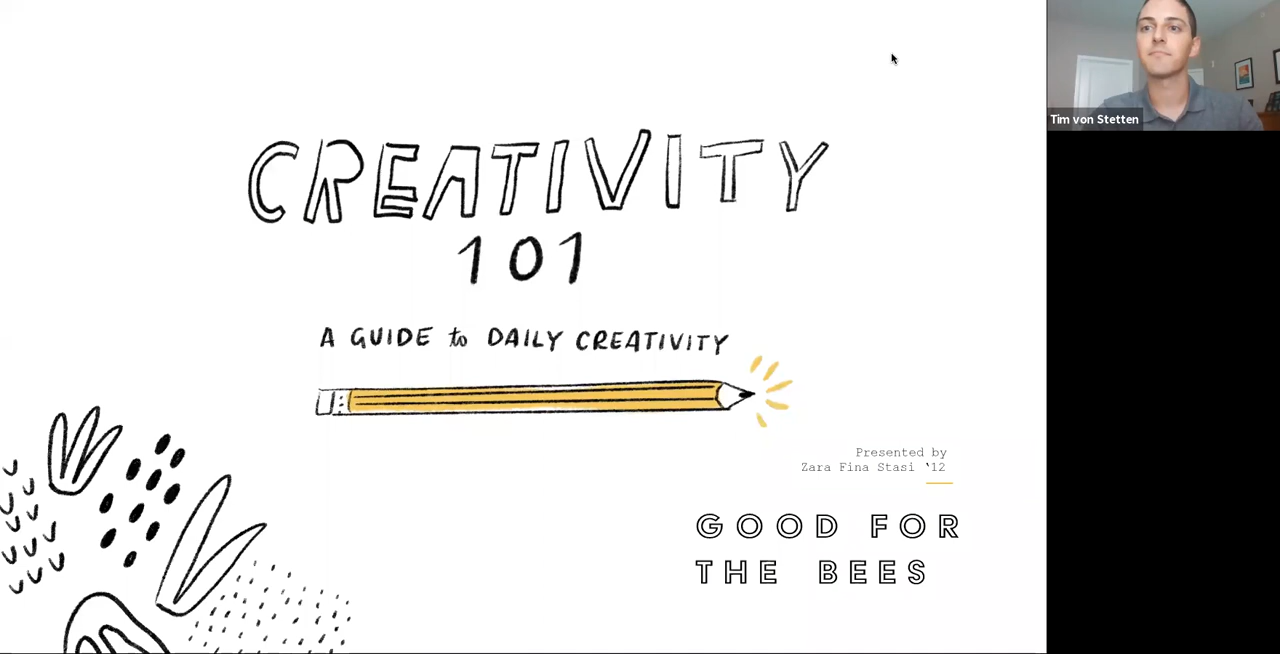 CREATIVITY
101
A GUIDE to DAILY CREATIVITY
Presented by
Zara Fina Stasi '12
GOOD FOR
THE BEES
Tim von Stetten